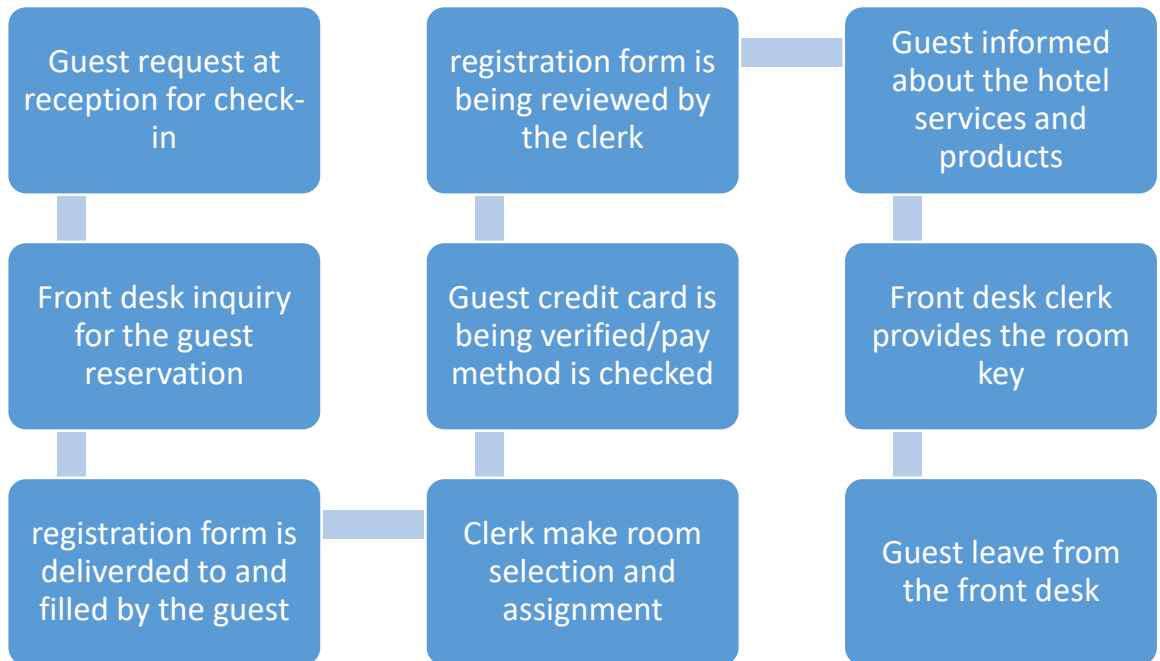 Guest request at
reception for check-
in
Front desk inquiry
for the guest
reservation
registration form is
deliverded to and
filled by the guest
Clerk make room
selection and
assignment
Guest credit card is
being verified/pay
method is checked
registration form is
being reviewed by
the clerk
Guest informed
about the hotel
services and
products
Front desk clerk
provides the room
key
Guest leave from
the front desk